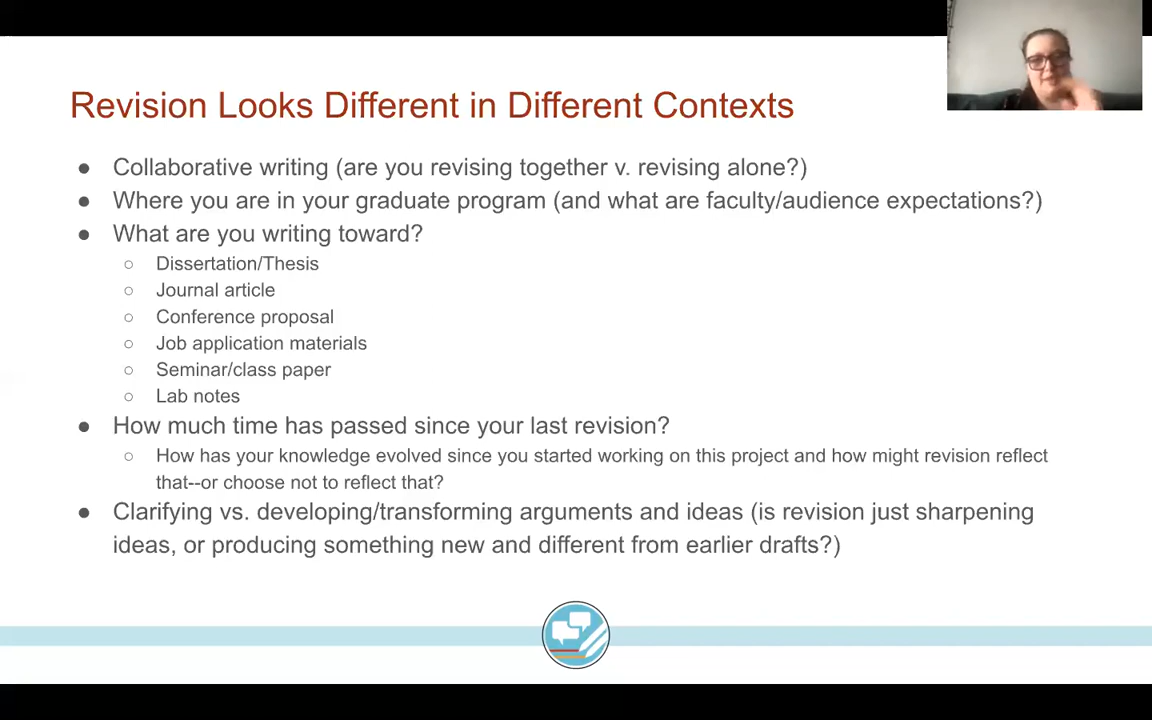 Revision Looks Different in Different Contexts
● Collaborative writing (are you revising together v. revising alone?)
● Where you are in your graduate program (and what are faculty/audience expectations?)
● What are you writing toward?
○ Dissertation/Thesis
○ Journal article
○ Conference proposal
○ Job application materials
○ Seminar/class paper
○ Lab notes
● How much time has passed since your last revision?
○ How has your knowledge evolved since you started working on this project and how might revision reflect
that--or choose not to reflect that?
● Clarifying vs. developing/transforming arguments and ideas (is revision just sharpening
ideas, or producing something new and different from earlier drafts?)